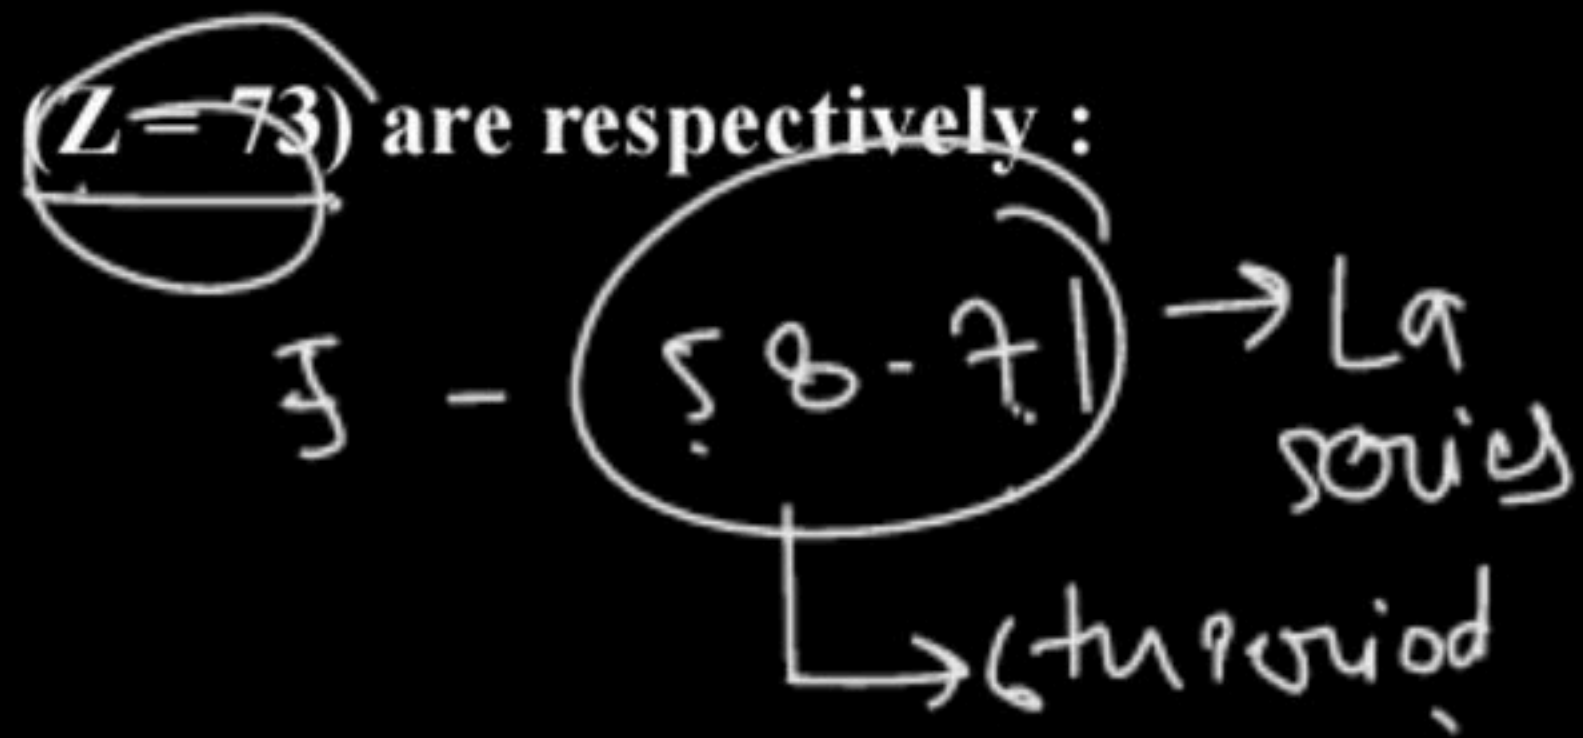 (Z = 73) are respectively :
f - 58-71 → La
series
→ 6th Period